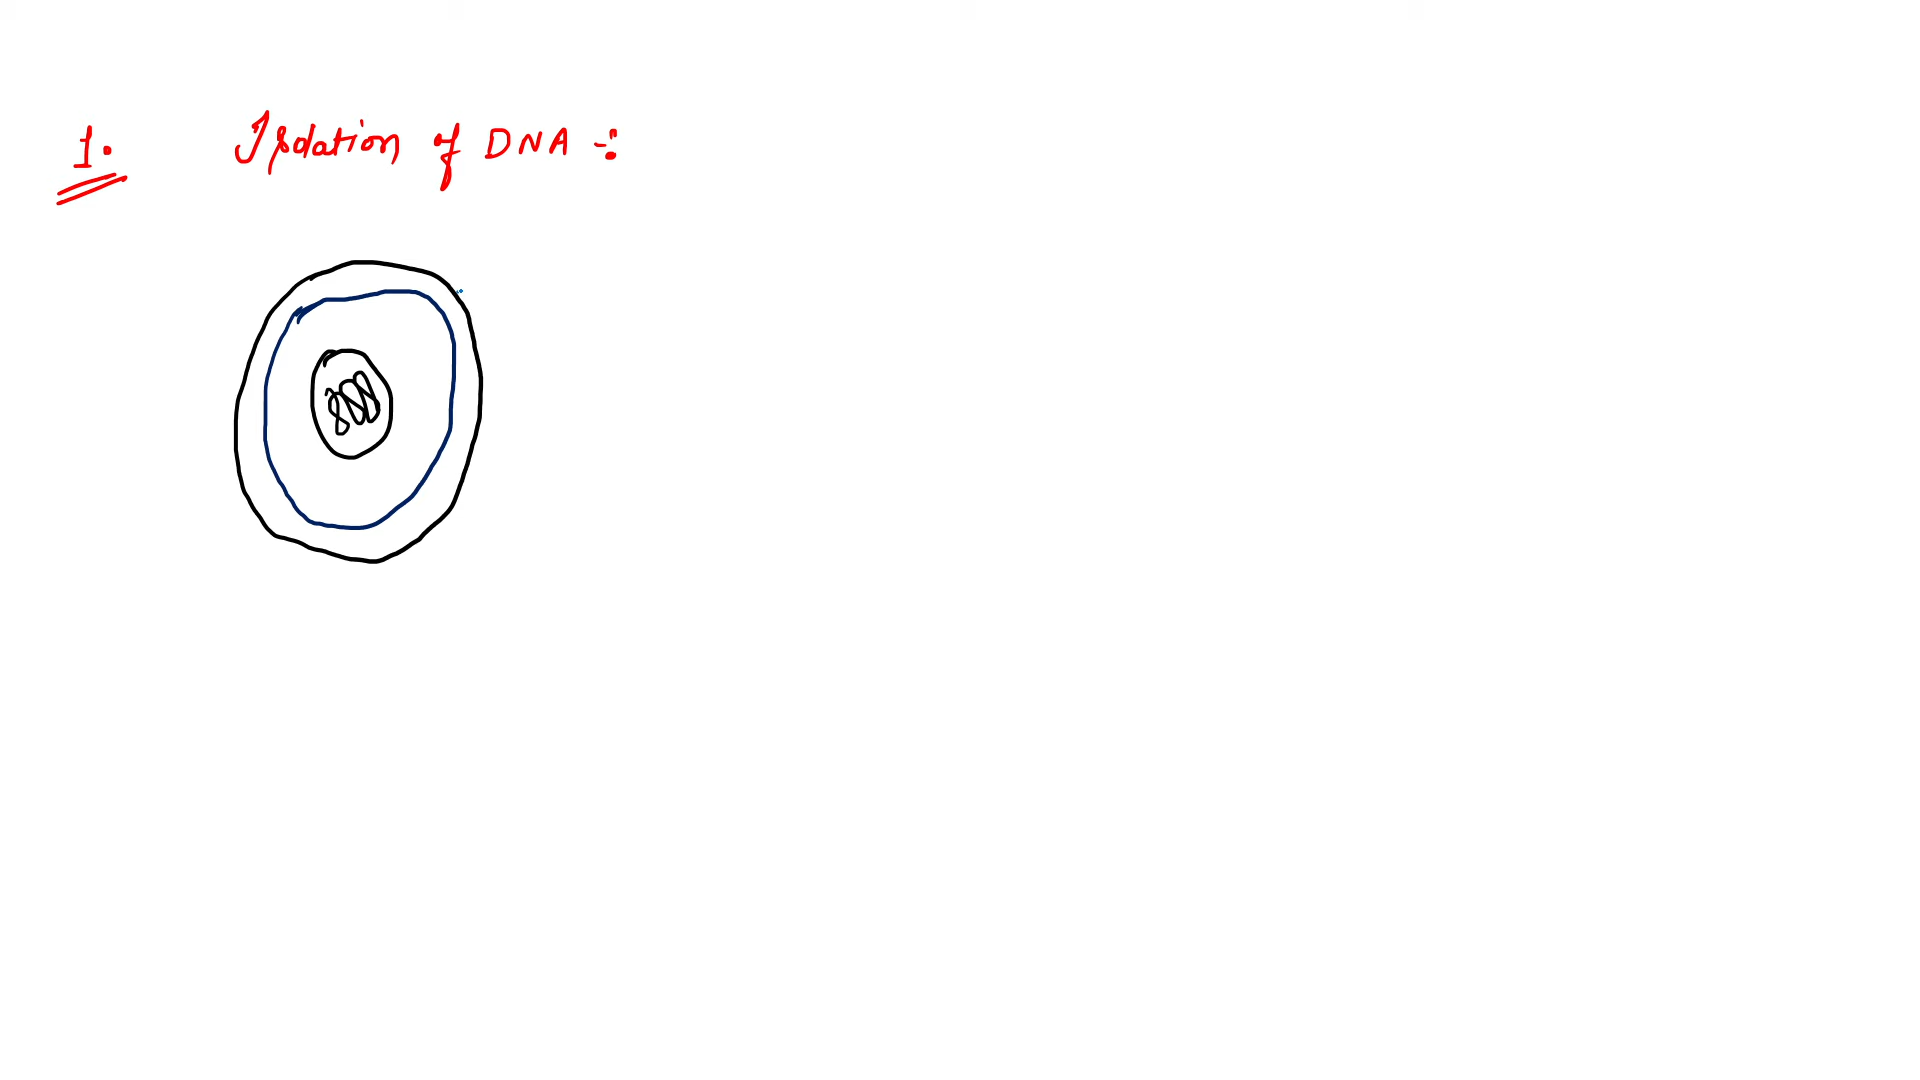 1. Isolation of DNA :-